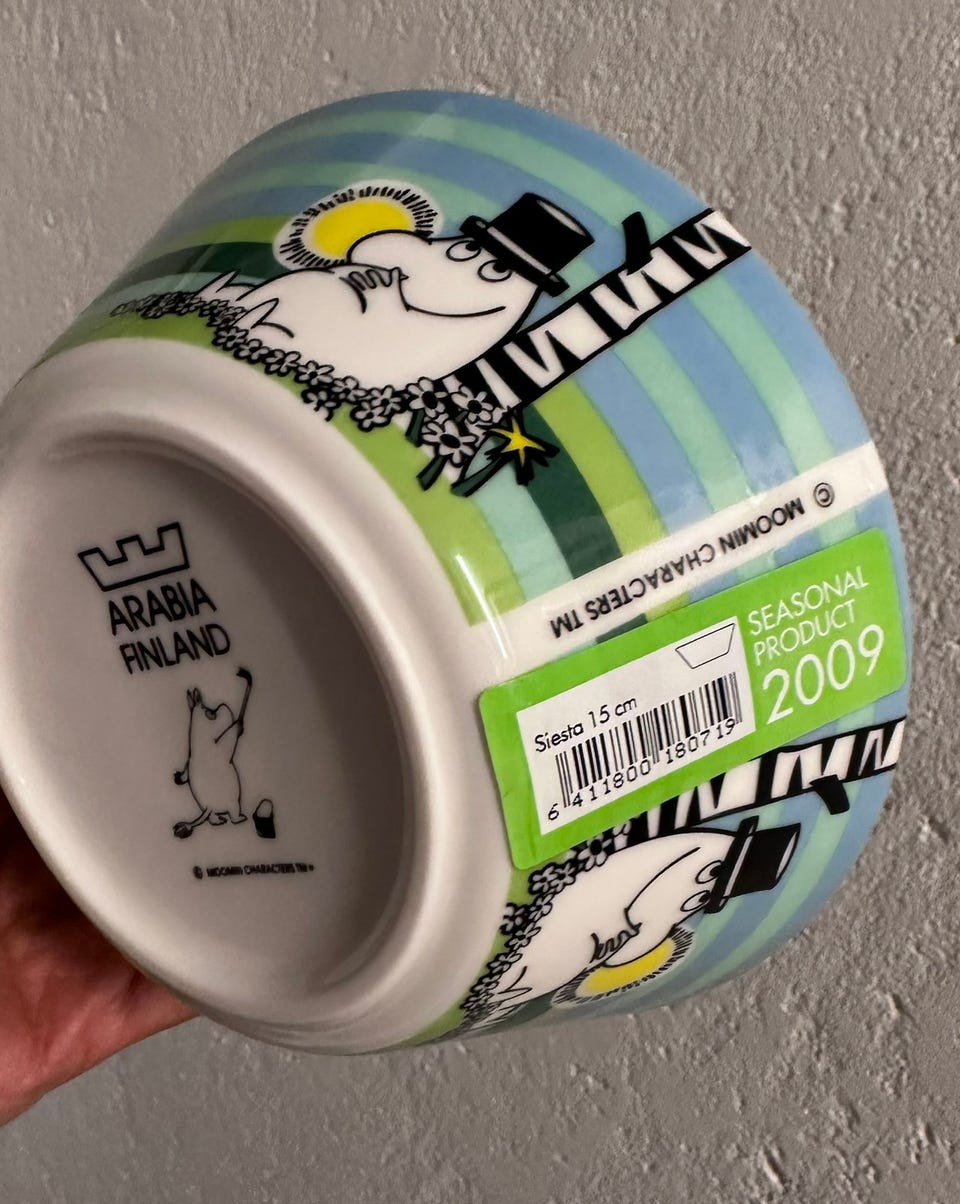 ARABIA
FINLAND
© MOOMIN CHARACTERS TM
© MOOMIN CHARACTERS TM
SEASONAL
PRODUCT
2009
Siesta 15 cm
6 411800 180719